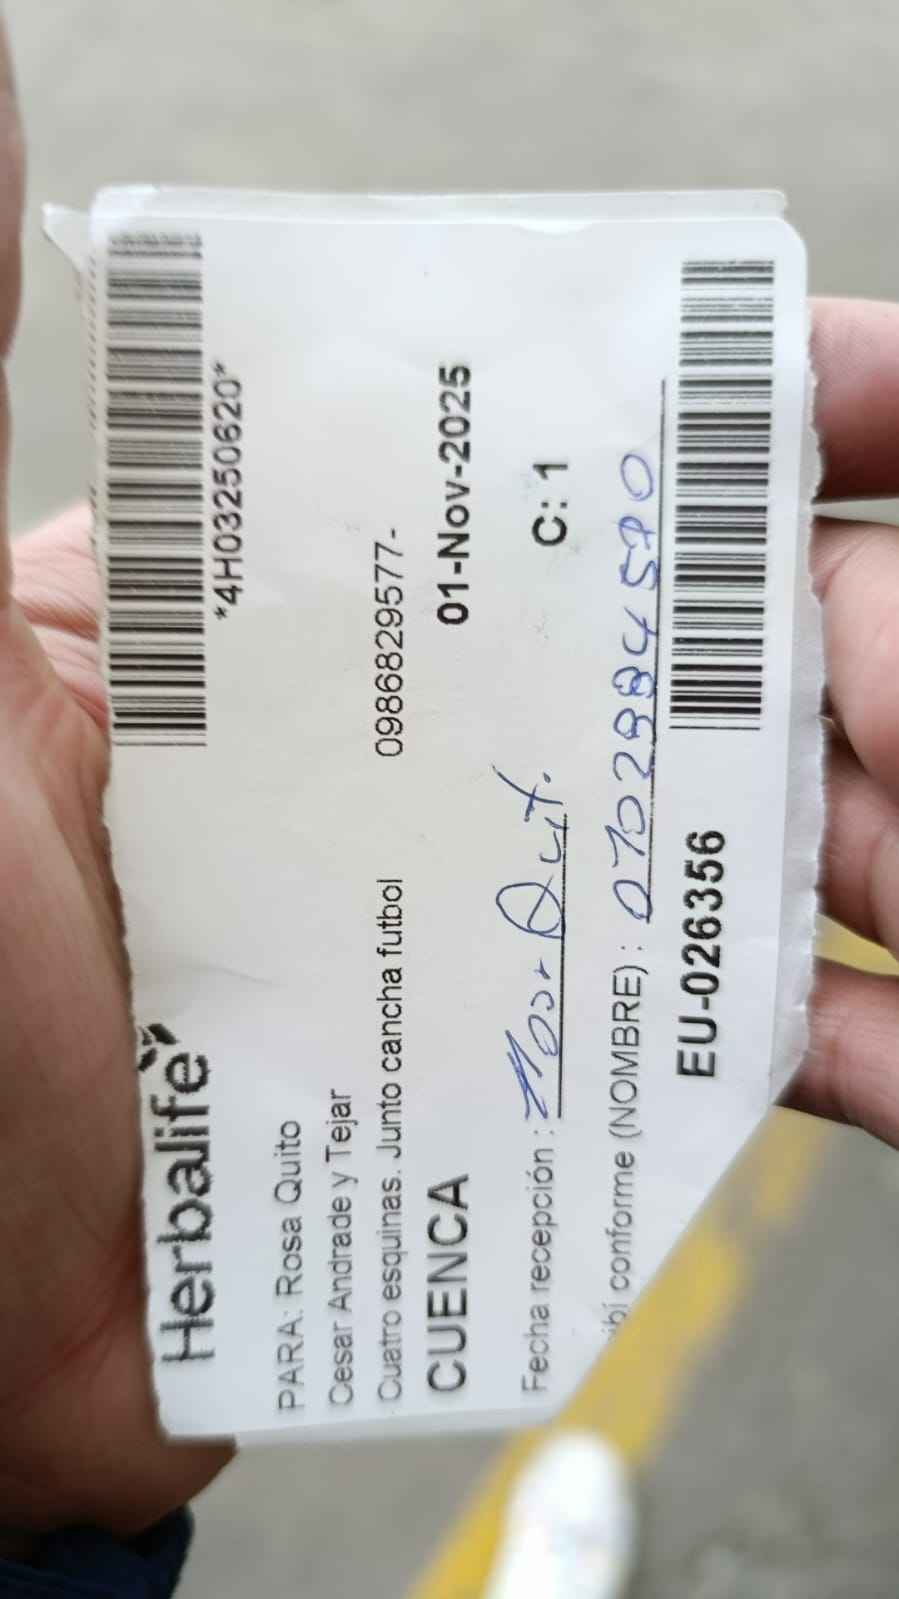 Herbalife
*4H03250620*
PARA: Rosa Quito
Cesar Andrade y Tejar
Cuatro esquinas. Junto cancha futbol 0986829577-
CUENCA 01-Nov-2025
Fecha recepción :
C: 1
ibí conforme (NOMBRE) :
EU-026356